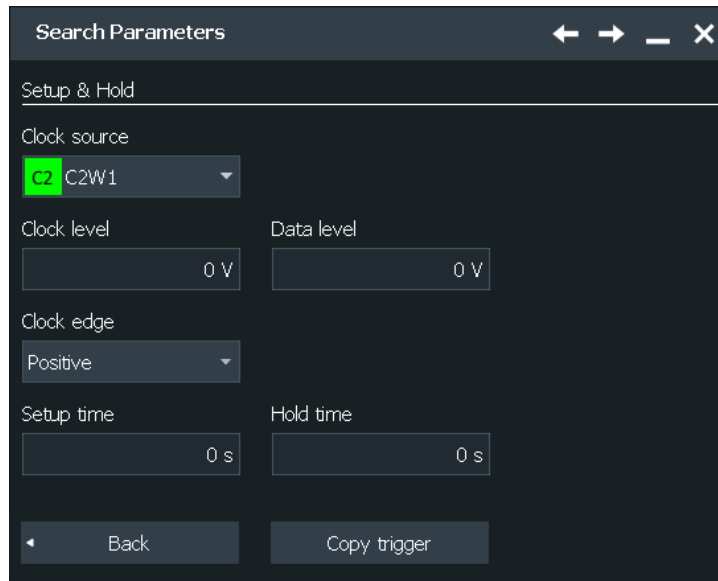 Search Parameters
Setup & Hold
Clock source
C2 C2W1
Clock level Data level
0 V 0 V
Clock edge
Positive
Setup time Hold time
0 s 0 s
Back Copy trigger